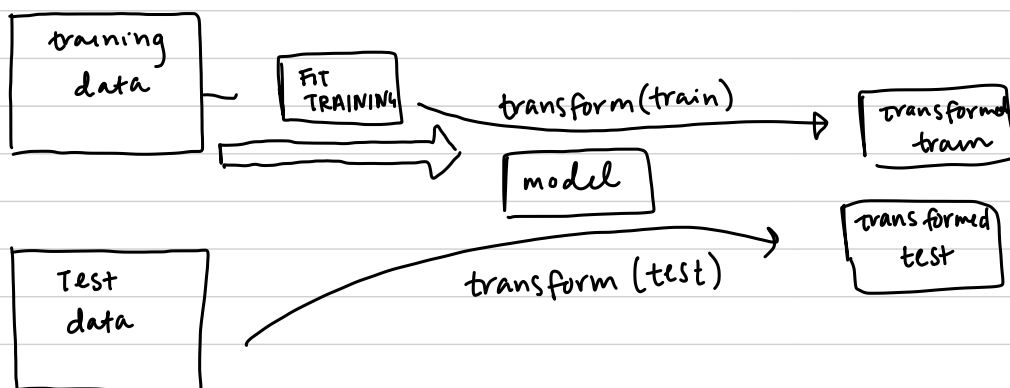 training
data
FIT
TRAINING
transform(train)
transformed
train
model
transformed
test
Test
data
transform (test)